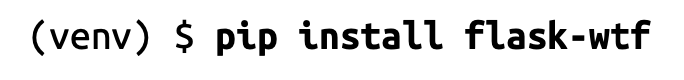 (venv) $ pip install flask-wtf